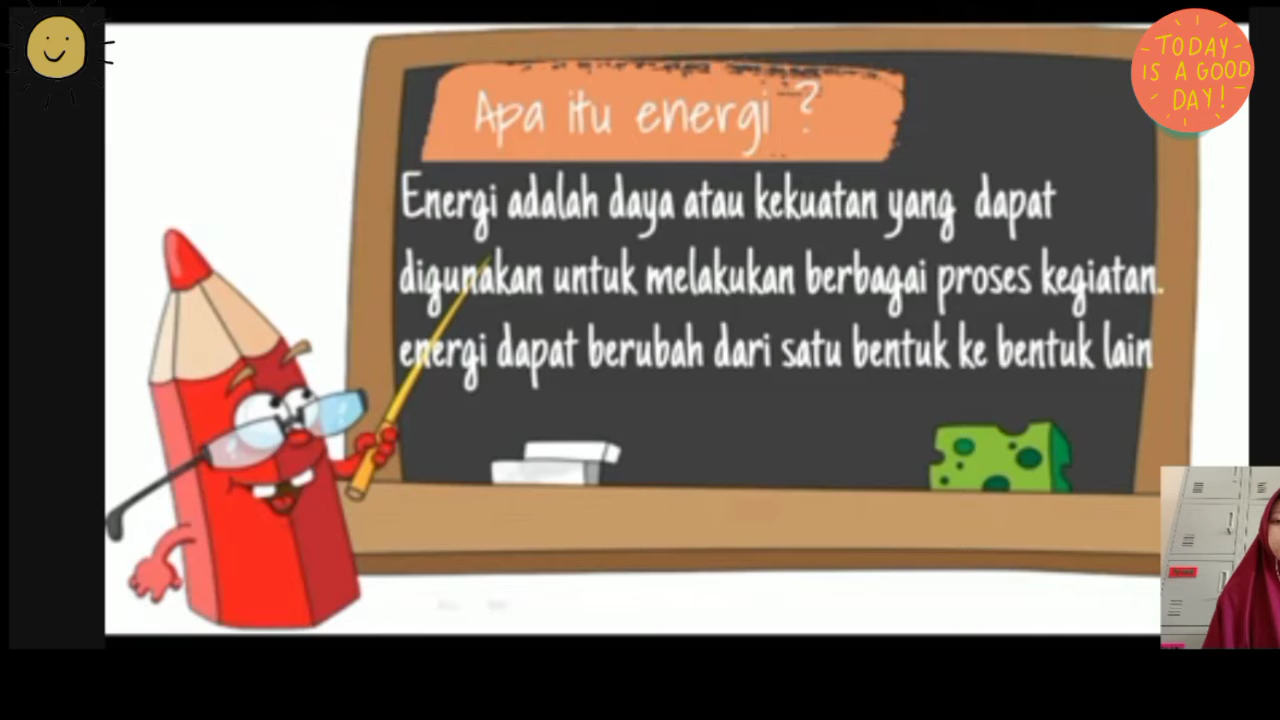 Apa itu energi ?
Energi adalah daya atau kekuatan yang dapat
digunakan untuk melakukan berbagai proses kegiatan.
energi dapat berubah dari satu bentuk ke bentuk lain
TODAY
IS A GOOD
DAY!